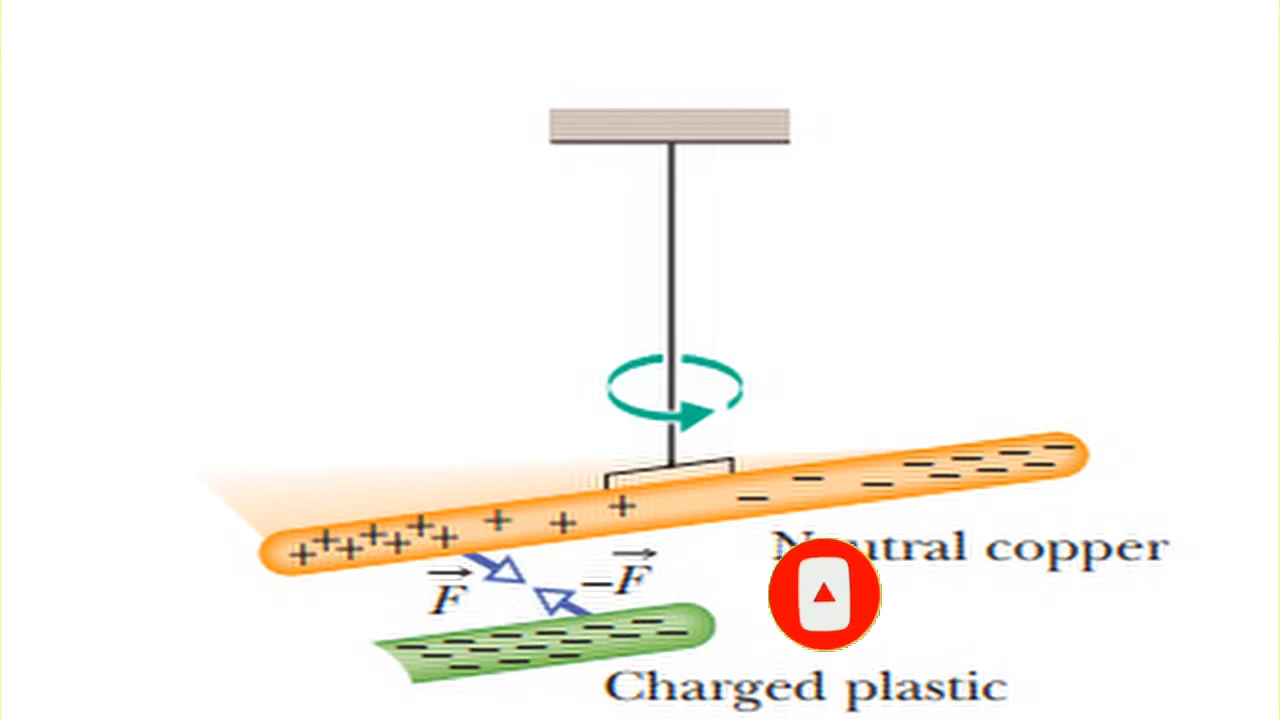 Neutral copper
F
–F
Charged plastic